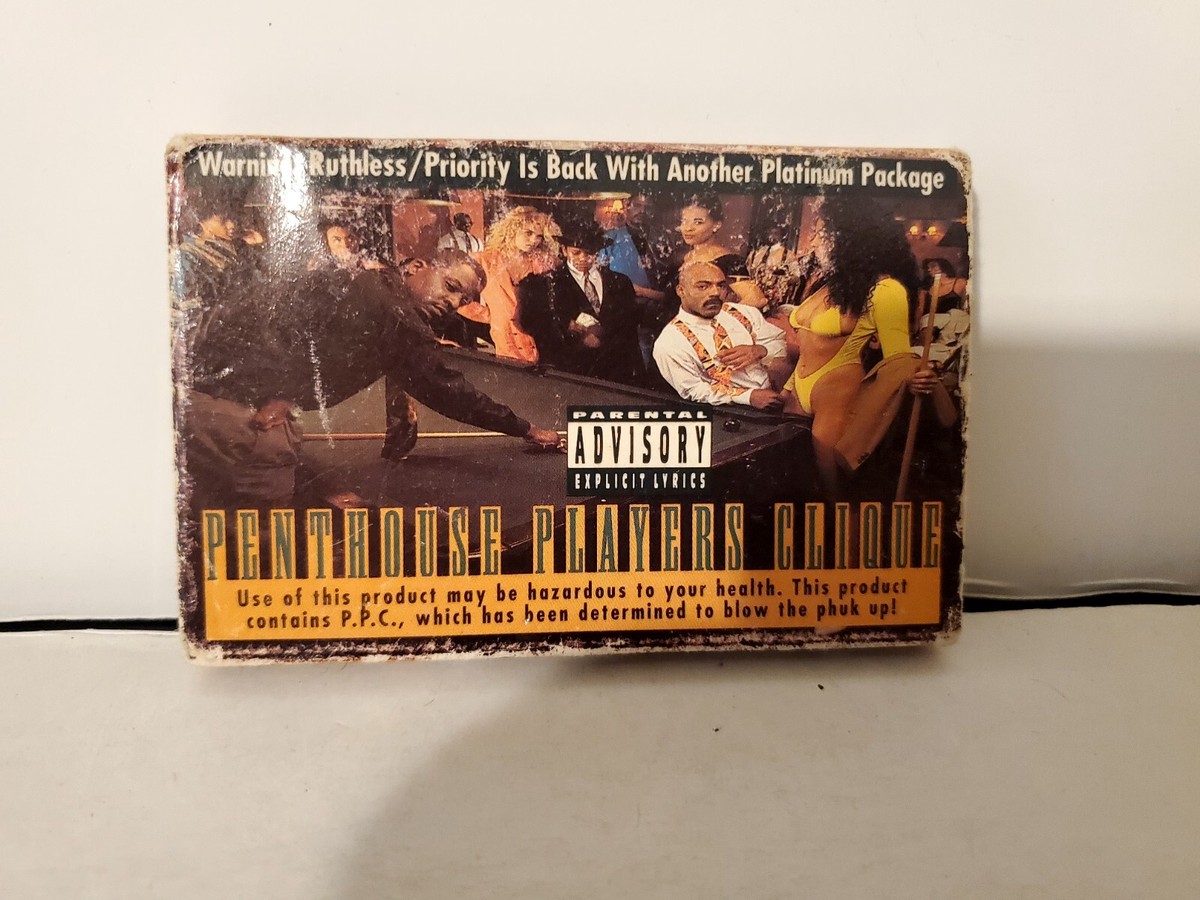 Warnin Ruthless/Priority Is Back With Another Platinum Package
PARENTAL
ADVISORY
EXPLICIT LYRICS
PENTHOUSE PLAYERS CLIQUE
Use of this product may be hazardous to your health. This product
contains P.P.C., which has been determined to blow the phuk up!